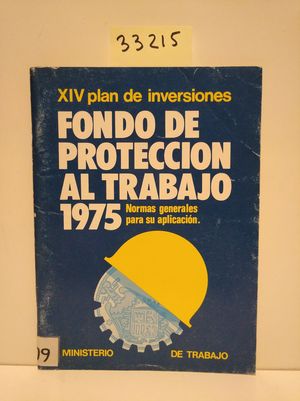 33215
XIV plan de inversiones
FONDO DE
PROTECCION
AL TRABAJO
1975 Normas generales
para su aplicación.
MINISTERIO DE TRABAJO